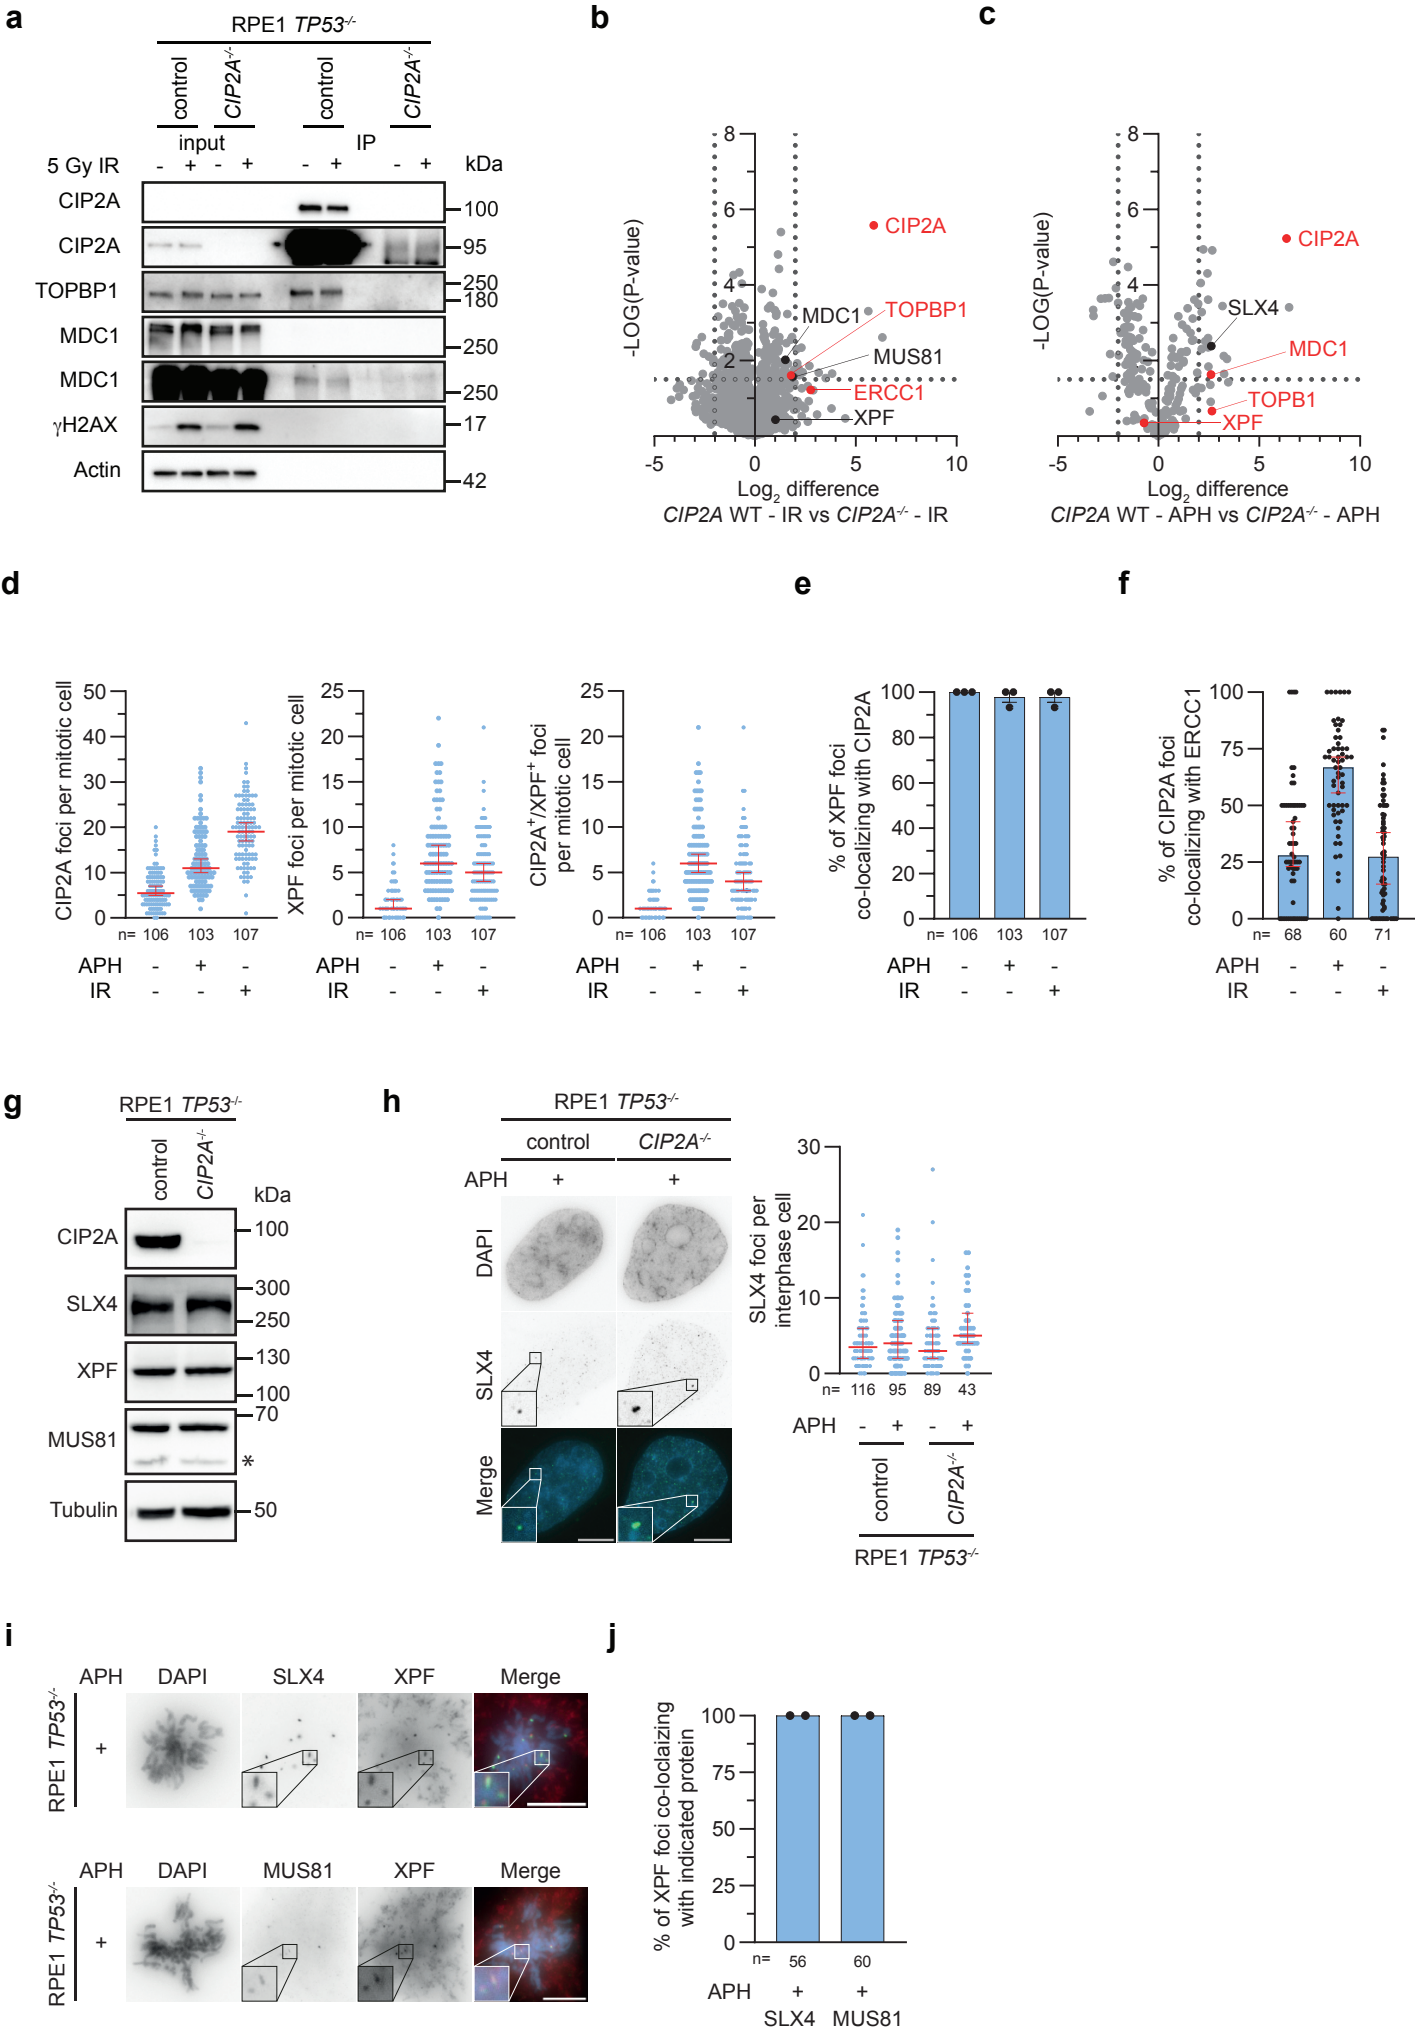 a
RPE1 TP53-/-
control
CIP2A-/-
control
CIP2A-/-
input
IP
5 Gy IR - + - + - + - + kDa
CIP2A
100
CIP2A
95
TOPBP1
250
180
MDC1
250
MDC1
250
γH2AX
17
Actin
42
b
-LOG(P-value)
8
6
4
2
CIP2A
MDC1
TOPBP1
MUS81
ERCC1
XPF
-5 0 5 10
Log2 difference
CIP2A WT - IR vs CIP2A-/- - IR
c
-LOG(P-value)
8
6
4
2
CIP2A
SLX4
MDC1
TOPB1
XPF
-5 0 5 10
Log2 difference
CIP2A WT - APH vs CIP2A-/- - APH
d
CIP2A foci per mitotic cell
50
40
30
20
10
0
n= 106 103 107
APH - + -
IR - - +
XPF foci per mitotic cell
25
20
15
10
5
0
n= 106 103 107
APH - + -
IR - - +
CIP2A+/XPF+ foci
per mitotic cell
25
20
15
10
5
0
n= 106 103 107
APH - + -
IR - - +
e
% of XPF foci
co-localizing with CIP2A
100
80
60
40
20
0
n= 106 103 107
APH - + -
IR - - +
f
% of CIP2A foci
co-localizing with ERCC1
100
75
50
25
0
n= 68 60 71
APH - + -
IR - - +
g
RPE1 TP53-/-
control
CIP2A-/-
kDa
CIP2A
100
SLX4
300
250
XPF
130
100
MUS81
70
*
Tubulin
50
h
RPE1 TP53-/-
control CIP2A-/-
APH + +
DAPI
SLX4
Merge
SLX4 foci per
interphase cell
30
20
10
0
n= 116 95 89 43
APH - + - +
control
CIP2A-/-
RPE1 TP53-/-
i
APH DAPI SLX4 XPF Merge
RPE1 TP53-/-
+
APH DAPI MUS81 XPF Merge
RPE1 TP53-/-
+
j
% of XPF foci co-loclaizing
with indicated protein
100
75
50
25
0
n= 56 60
APH + +
SLX4 MUS81